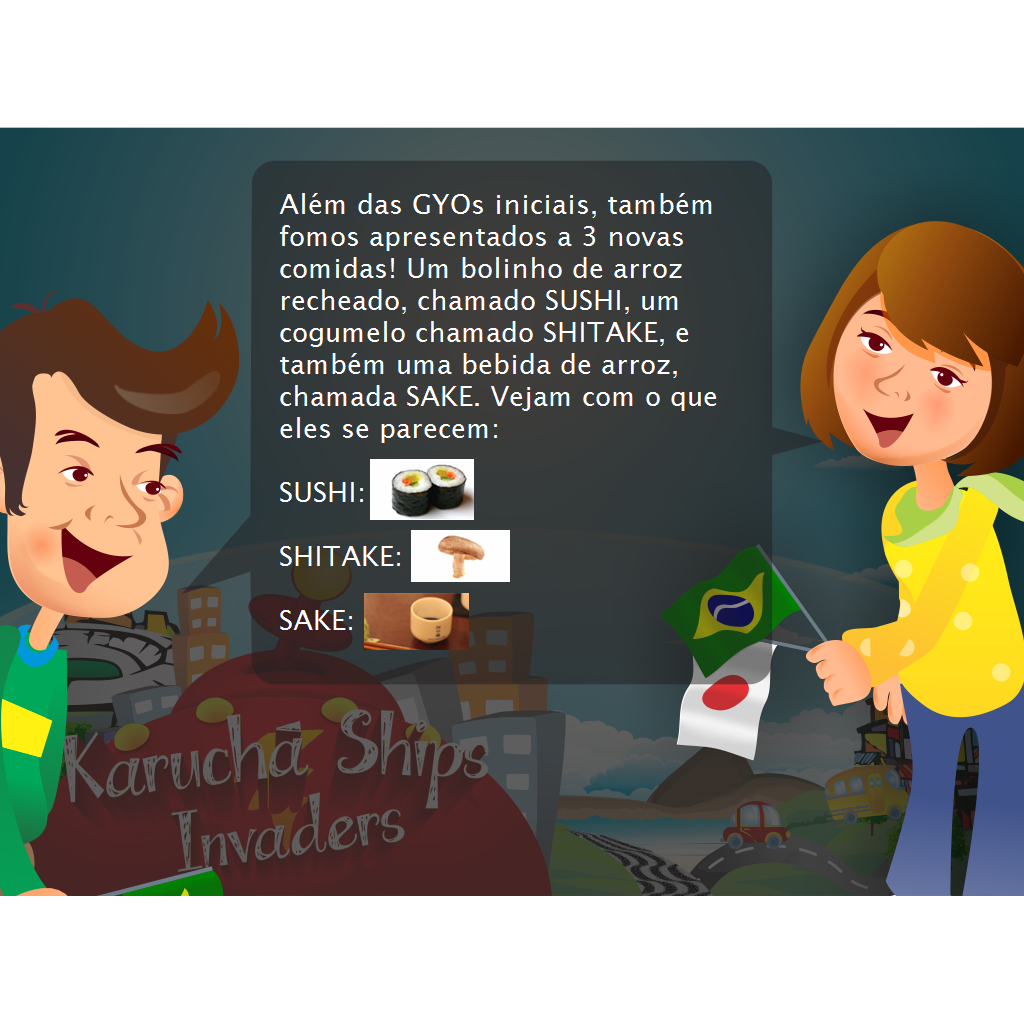 Além das GYOs iniciais, também
fomos apresentados a 3 novas
comidas! Um bolinho de arroz
recheado, chamado SUSHI, um
cogumelo chamado SHITAKE, e
também uma bebida de arroz,
chamada SAKE. Vejam com o que
eles se parecem:
SUSHI:
SHITAKE:
SAKE:
Karuchā Ships
Invaders